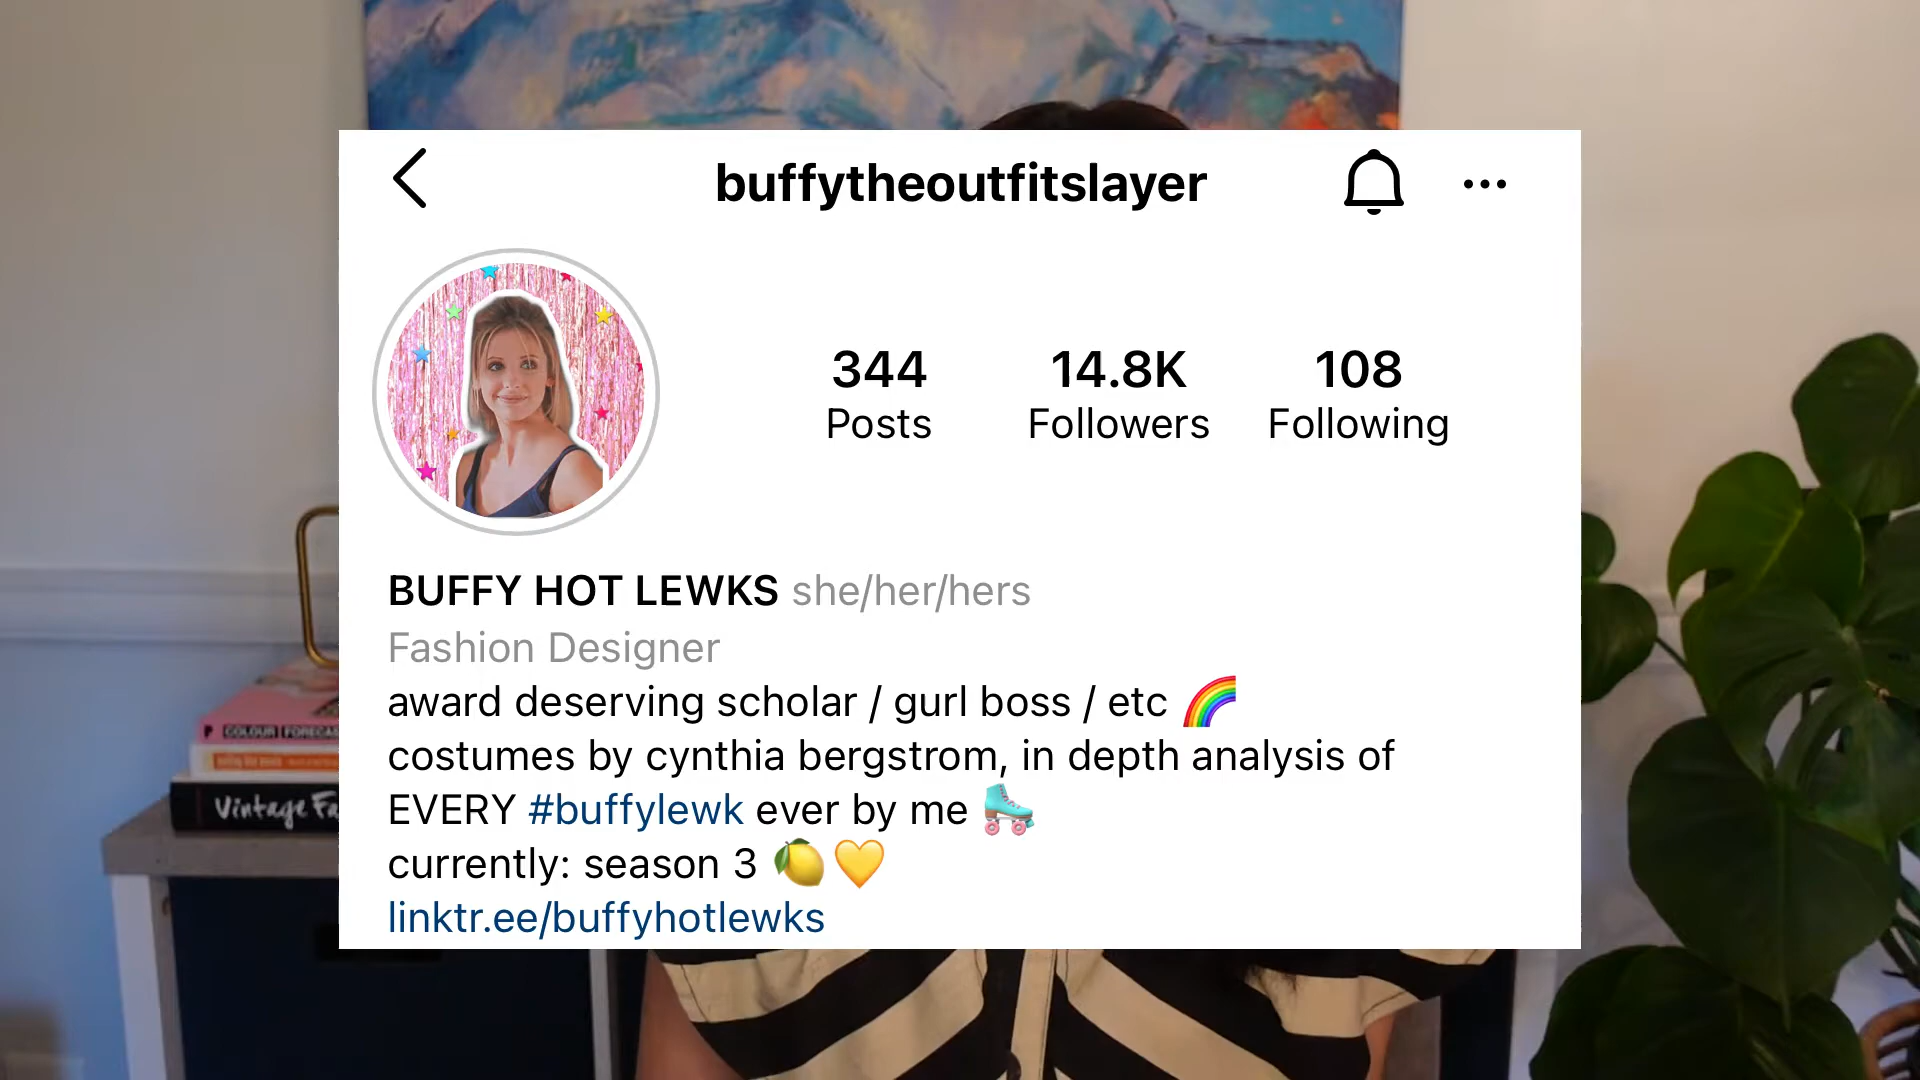 buffytheoutfitslayer
344 14.8K 108
Posts Followers Following
BUFFY HOT LEWKS she/her/hers
Fashion Designer
award deserving scholar / gurl boss / etc 🌈
costumes by cynthia bergstrom, in depth analysis of
EVERY #buffylewk ever by me 🛼
currently: season 3 🍋 💛
linktr.ee/buffyhotlewks
COLOUR
Vintage